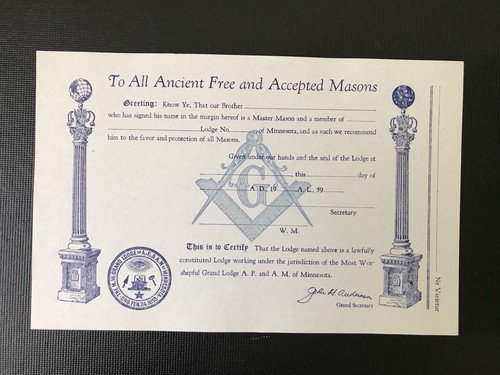 To All Ancient Free and Accepted Masons
Greeting: Know Ye, That our Brother
who has signed his name in the margin hereof is a Master Mason and a member of
Lodge No. of Minnesota, and as such we recommend
him to the favor and protection of all Masons.
Given under our hands and the seal of the Lodge at
this day of
A. D., 19 A. L., 59
G
Secretary
W. M.
This is to Certify That the Lodge named above is a lawfully
constituted Lodge working under the jurisdiction of the Most Wor-
shipful Grand Lodge A. F. and A. M. of Minnesota.
John H. Anderson
Grand Secretary
Ne Varietur